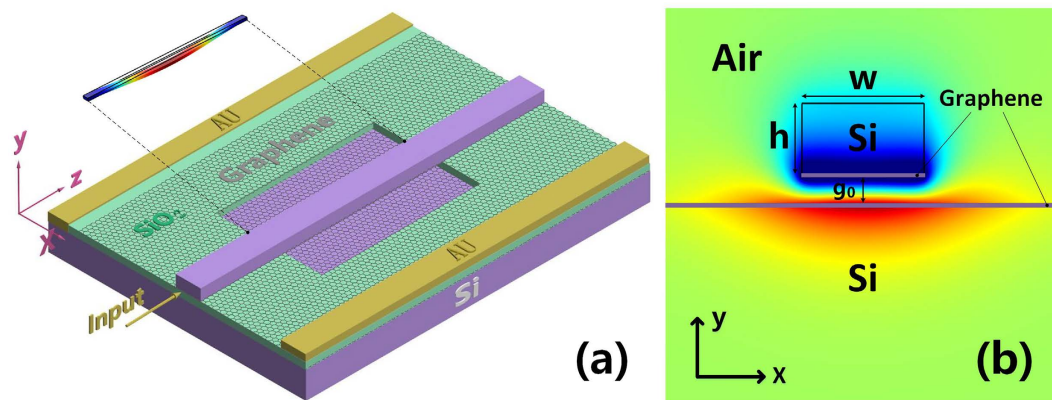 y
z
X
AU
Graphene
SiO₂
AU
Si
Input
(a)
Air
w
Graphene
h
Si
g₀
Si
y
x
(b)